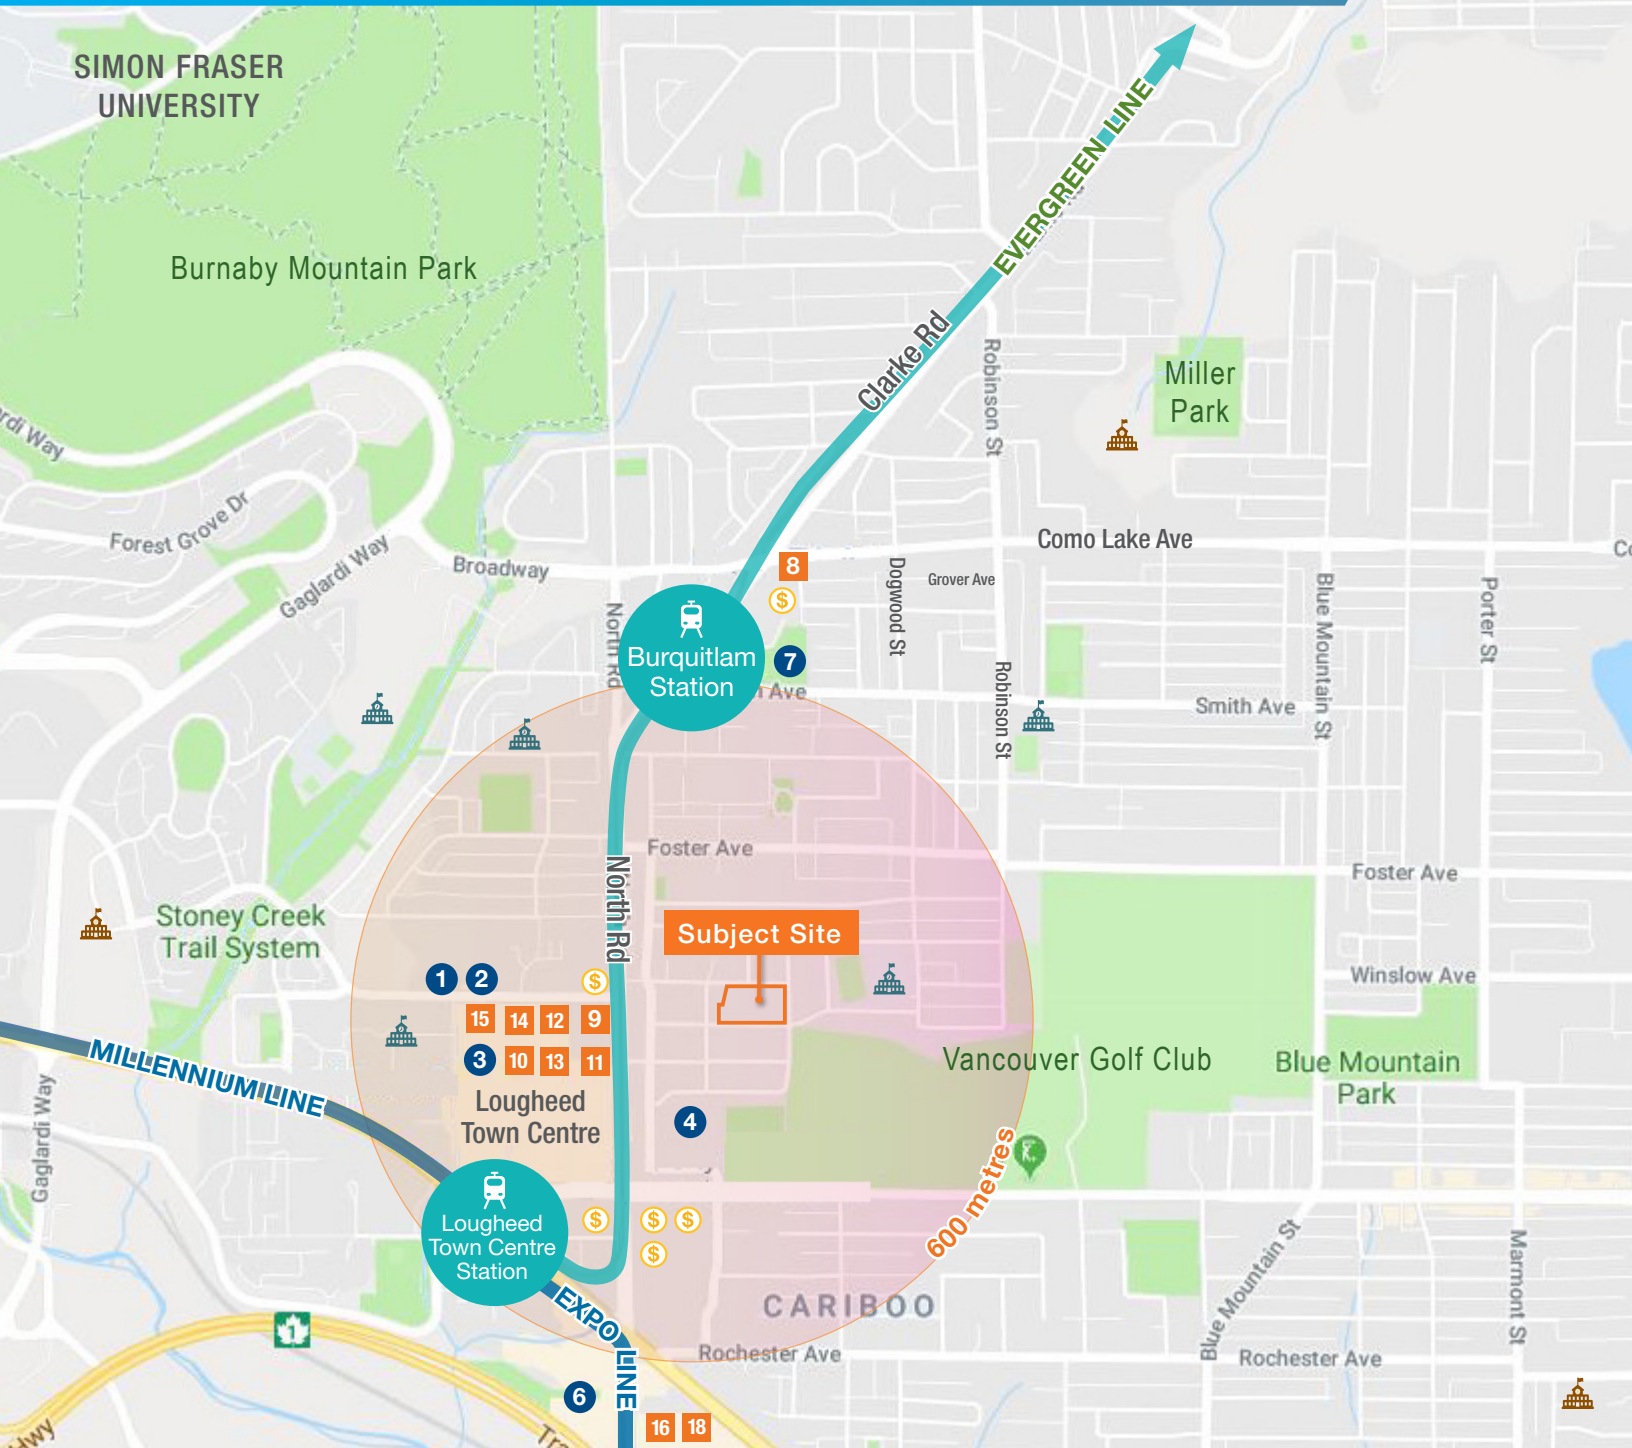 SIMON FRASER
UNIVERSITY
EVERGREEN LINE
Burnaby Mountain Park
Clarke Rd
Robinson St
Miller
Park
rdi Way
Forest Grove Dr
Gaglardi Way
Broadway
Como Lake Ave
8
$
Dogwood St
Grover Ave
Blue Mountain St
Porter St
North Rd
Burquitlam
Station
7
Ave
Robinson St
Smith Ave
Foster Ave
Foster Ave
North Rd
Stoney Creek
Trail System
Subject Site
1
2
$
Winslow Ave
15
14
12
9
3
10
13
11
MILLENNIUM LINE
Vancouver Golf Club
Blue Mountain
Park
Lougheed
Town Centre
4
Gaglardi Way
600 metres
Lougheed
Town Centre
Station
$
$
$
$
EXPO LINE
CARIBOO
Blue Mountain St
Marmont St
1
Rochester Ave
Rochester Ave
6
16
18
Hwy